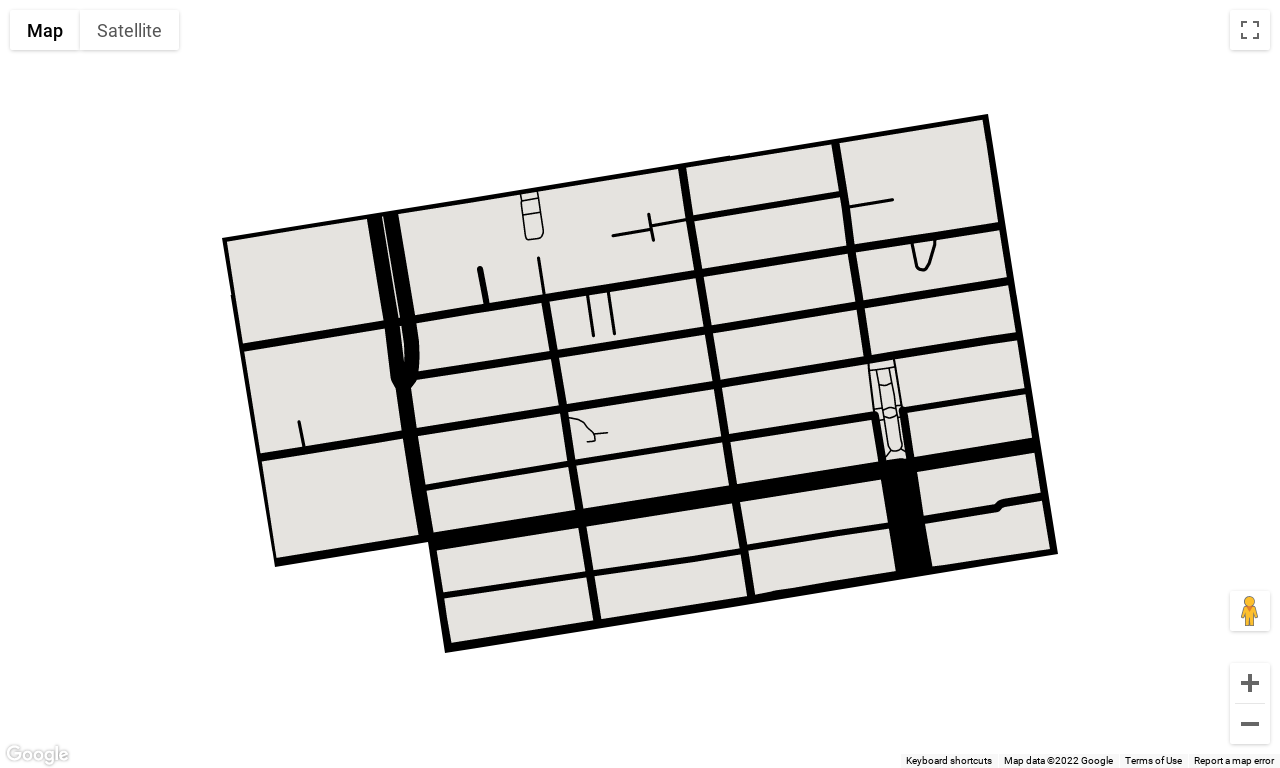 Map Satellite
Google
Keyboard shortcuts Map data ©2022 Google Terms of Use Report a map error